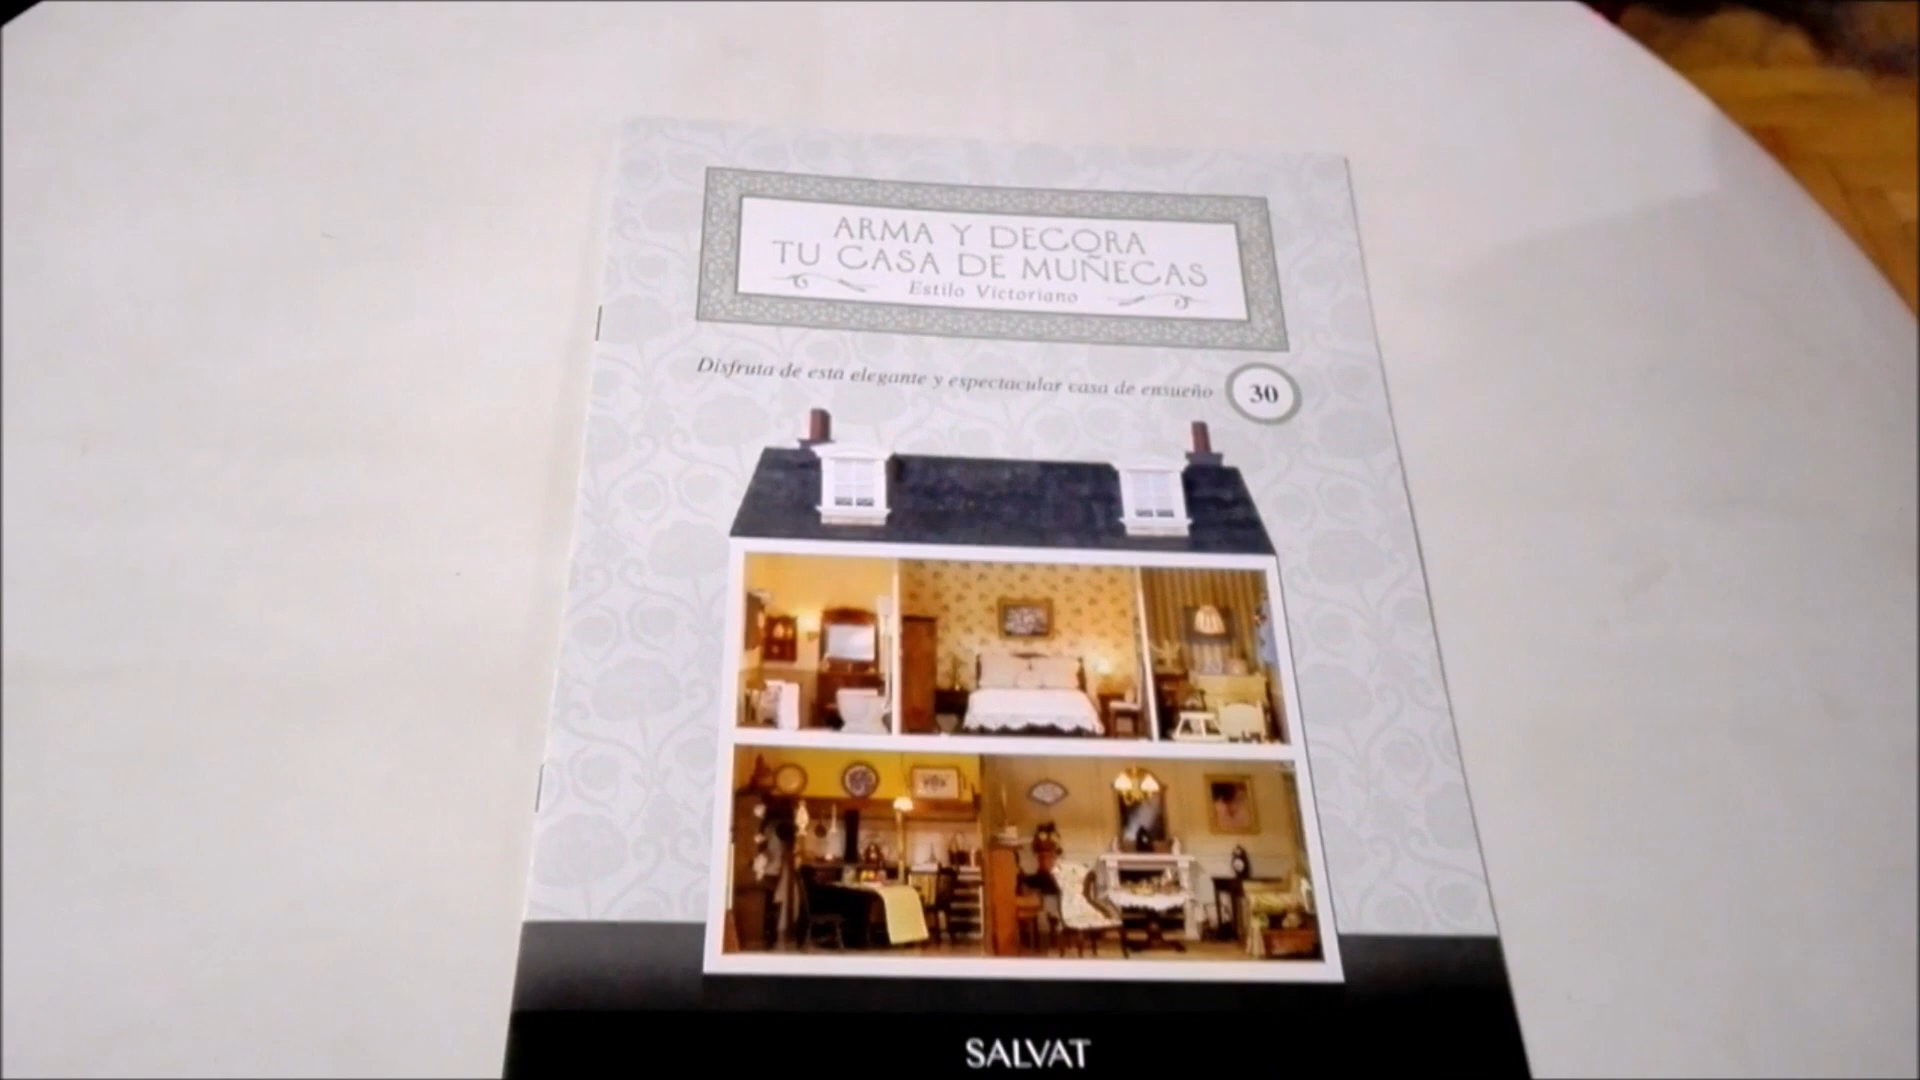 ARMA Y DECORA
TU CASA DE MUÑECAS
Estilo Victoriano
Disfruta de esta elegante y espectacular casa de ensueño
30
SALVAT